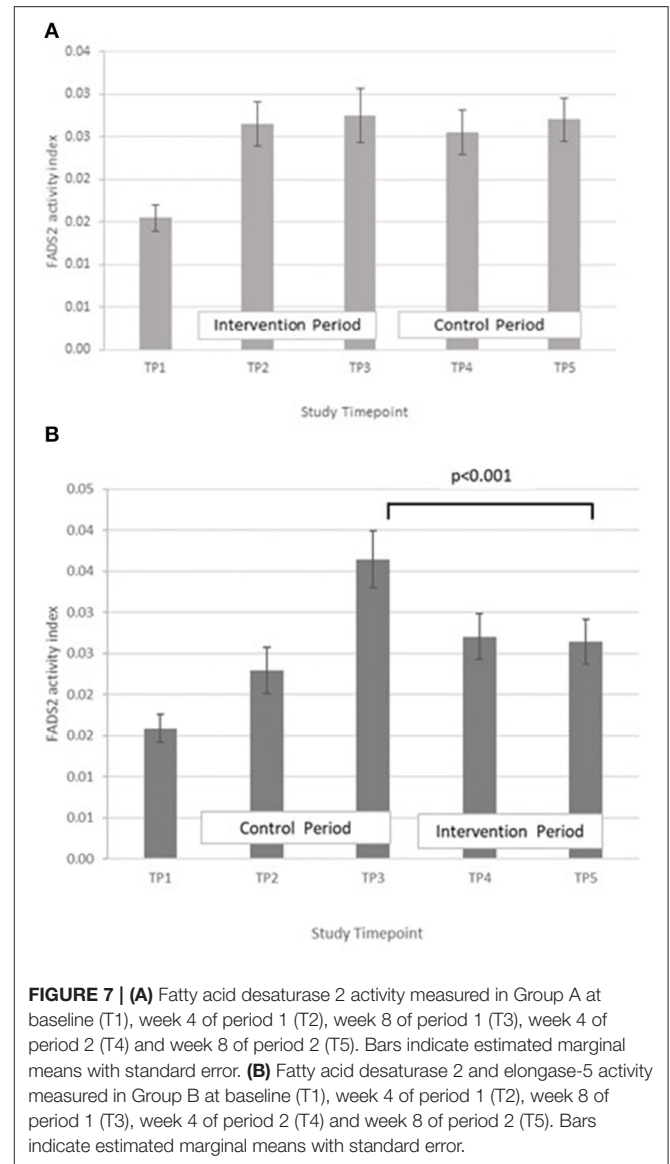 A
0.04
0.03
0.03
0.02
0.02
0.01
0.01
0.00
FADS2 activity index
Intervention Period
Control Period
TP1 TP2 TP3 TP4 TP5
Study Timepoint
B
p<0.001
0.05
0.04
0.04
0.03
0.03
0.02
0.02
0.01
0.01
0.00
FADS2 activity index
Control Period
Intervention Period
TP1 TP2 TP3 TP4 TP5
Study Timepoint
FIGURE 7 | (A) Fatty acid desaturase 2 activity measured in Group A at
baseline (T1), week 4 of period 1 (T2), week 8 of period 1 (T3), week 4 of
period 2 (T4) and week 8 of period 2 (T5). Bars indicate estimated marginal
means with standard error. (B) Fatty acid desaturase 2 and elongase-5 activity
measured in Group B at baseline (T1), week 4 of period 1 (T2), week 8 of
period 1 (T3), week 4 of period 2 (T4) and week 8 of period 2 (T5). Bars
indicate estimated marginal means with standard error.